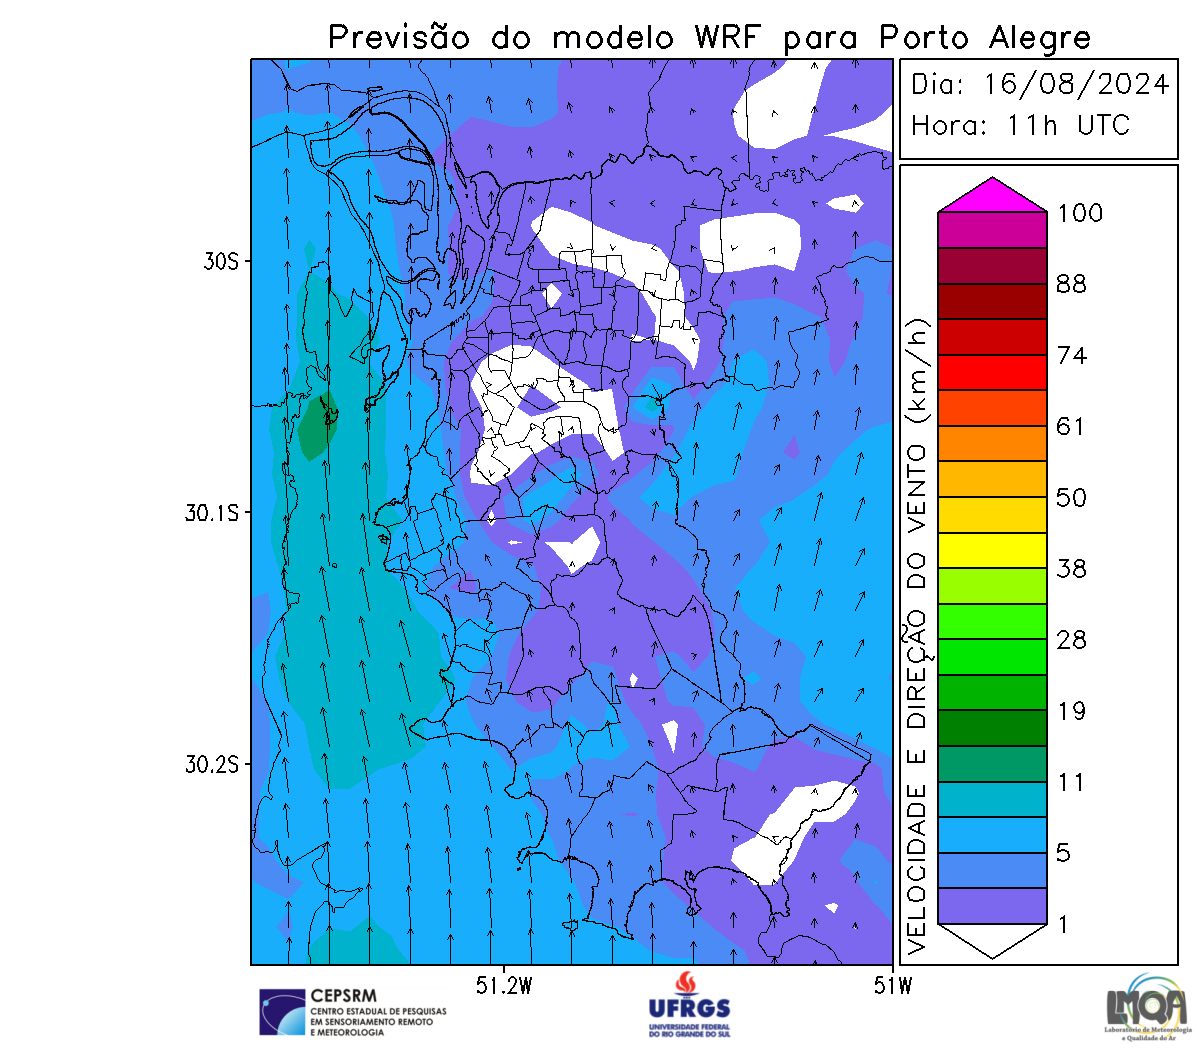 Previsão do modelo WRF para Porto Alegre
Dia: 16/08/2024
Hora: 11h UTC
VELOCIDADE E DIREÇÃO DO VENTO (km/h)
100
88
74
61
50
38
28
19
11
5
1
30S
30.1S
30.2S
51.2W
51W
CEPSRM
CENTRO ESTADUAL DE PESQUISAS
EM SENSORIAMENTO REMOTO
E METEOROLOGIA
UFRGS
UNIVERSIDADE FEDERAL
DO RIO GRANDE DO SUL
LMQA
Laboratório de Meteorologia
e Qualidade do Ar